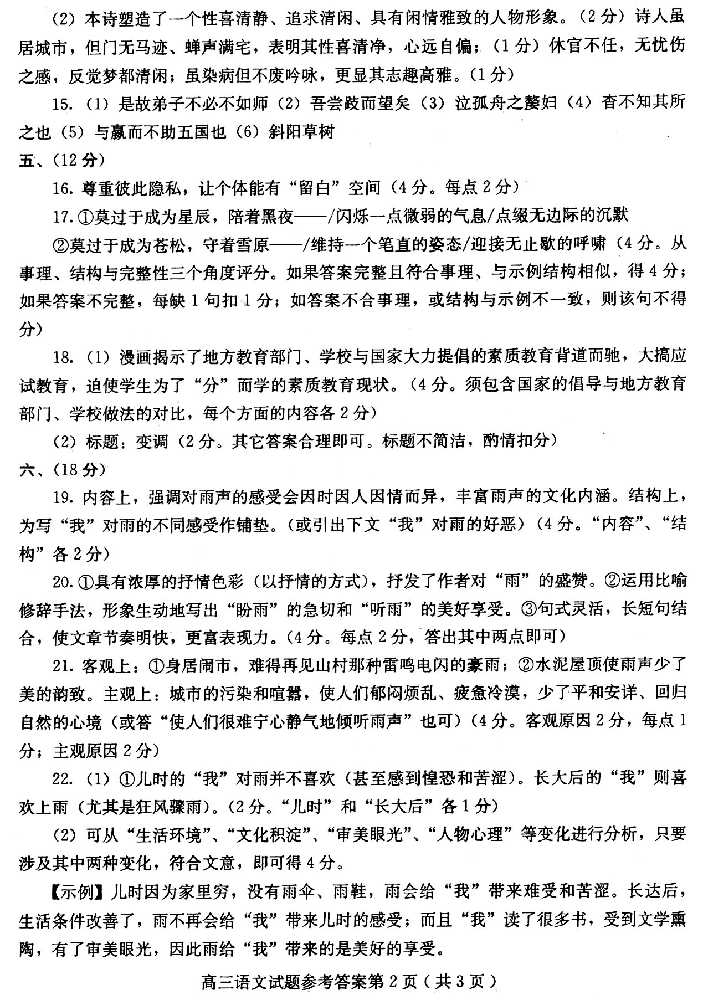 （2）本诗塑造了一个性喜清静、追求清闲、具有闲情雅致的人物形象。（2 分）诗人虽
居城市，但门无马迹、蝉声满宅，表明其性喜清净，心远自偏；（1 分）休官不任，无忧伤
之感，反觉梦都清闲；虽染病但不废吟咏，更显其志趣高雅。（1 分）
15.（1）是故弟子不必不如师（2）吾尝跂而望矣（3）泣孤舟之嫠妇（4）杳不知其所
之也（5）与嬴而不助五国也（6）斜阳草树
五、（12 分）
16. 尊重彼此隐私，让个体能有“留白”空间（4 分。每点 2 分）
17.①莫过于成为星辰，陪着黑夜——/闪烁一点微弱的气息/点缀无边际的沉默
②莫过于成为苍松，守着雪原——/维持一个笔直的姿态/迎接无止歇的呼啸（4 分。从
事理、结构与完整性三个角度评分。如果答案完整且符合事理、与示例结构相似，得 4 分；
如果答案不完整，每缺 1 句扣 1 分；如答案不合事理，或结构与示例不一致，则该句不得
分）
18.（1）漫画揭示了地方教育部门、学校与国家大力提倡的素质教育背道而驰，大搞应
试教育，迫使学生为了“分”而学的素质教育现状。（4 分。须包含国家的倡导与地方教育
部门、学校做法的对比，每个方面的内容各 2 分）
（2）标题：变调（2 分。其它答案合理即可。标题不简洁，酌情扣分）
六、（18 分）
19. 内容上，强调对雨声的感受会因时因人因情而异，丰富雨声的文化内涵。结构上，
为写“我”对雨的不同感受作铺垫。（或引出下文“我”对雨的好恶）（4 分。“内容”、“结
构”各 2 分）
20.①具有浓厚的抒情色彩（以抒情的方式），抒发了作者对“雨”的盛赞。②运用比喻
修辞手法，形象生动地写出“盼雨”的急切和“听雨”的美好享受。③句式灵活，长短句结
合，使文章节奏明快，更富表现力。（4 分。每点 2 分，答出其中两点即可）
21. 客观上：①身居闹市，难得再见山村那种雷鸣电闪的豪雨；②水泥屋顶使雨声少了
美的韵致。主观上：城市的污染和喧嚣，使人们郁闷烦乱、疲惫冷漠，少了平和安详、回归
自然的心境（或答“使人们很难宁心静气地倾听雨声”也可）（4 分。客观原因 2 分，每点 1
分；主观原因 2 分）
22.（1）①儿时的“我”对雨并不喜欢（甚至感到惶恐和苦涩）。长大后的“我”则喜
欢上雨（尤其是狂风骤雨）。（2 分。“儿时”和“长大后”各 1 分）
（2）可从“生活环境”、“文化积淀”、“审美眼光”、“人物心理”等变化进行分析，只要
涉及其中两种变化，符合文意，即可得 4 分。
【示例】儿时因为家里穷，没有雨伞、雨鞋，雨会给“我”带来难受和苦涩。长达后，
生活条件改善了，雨不再会给“我”带来儿时的感受；而且“我”读了很多书，受到文学熏
陶，有了审美眼光，因此雨给“我”带来的是美好的享受。
高三语文试题参考答案第 2 页（共 3 页）